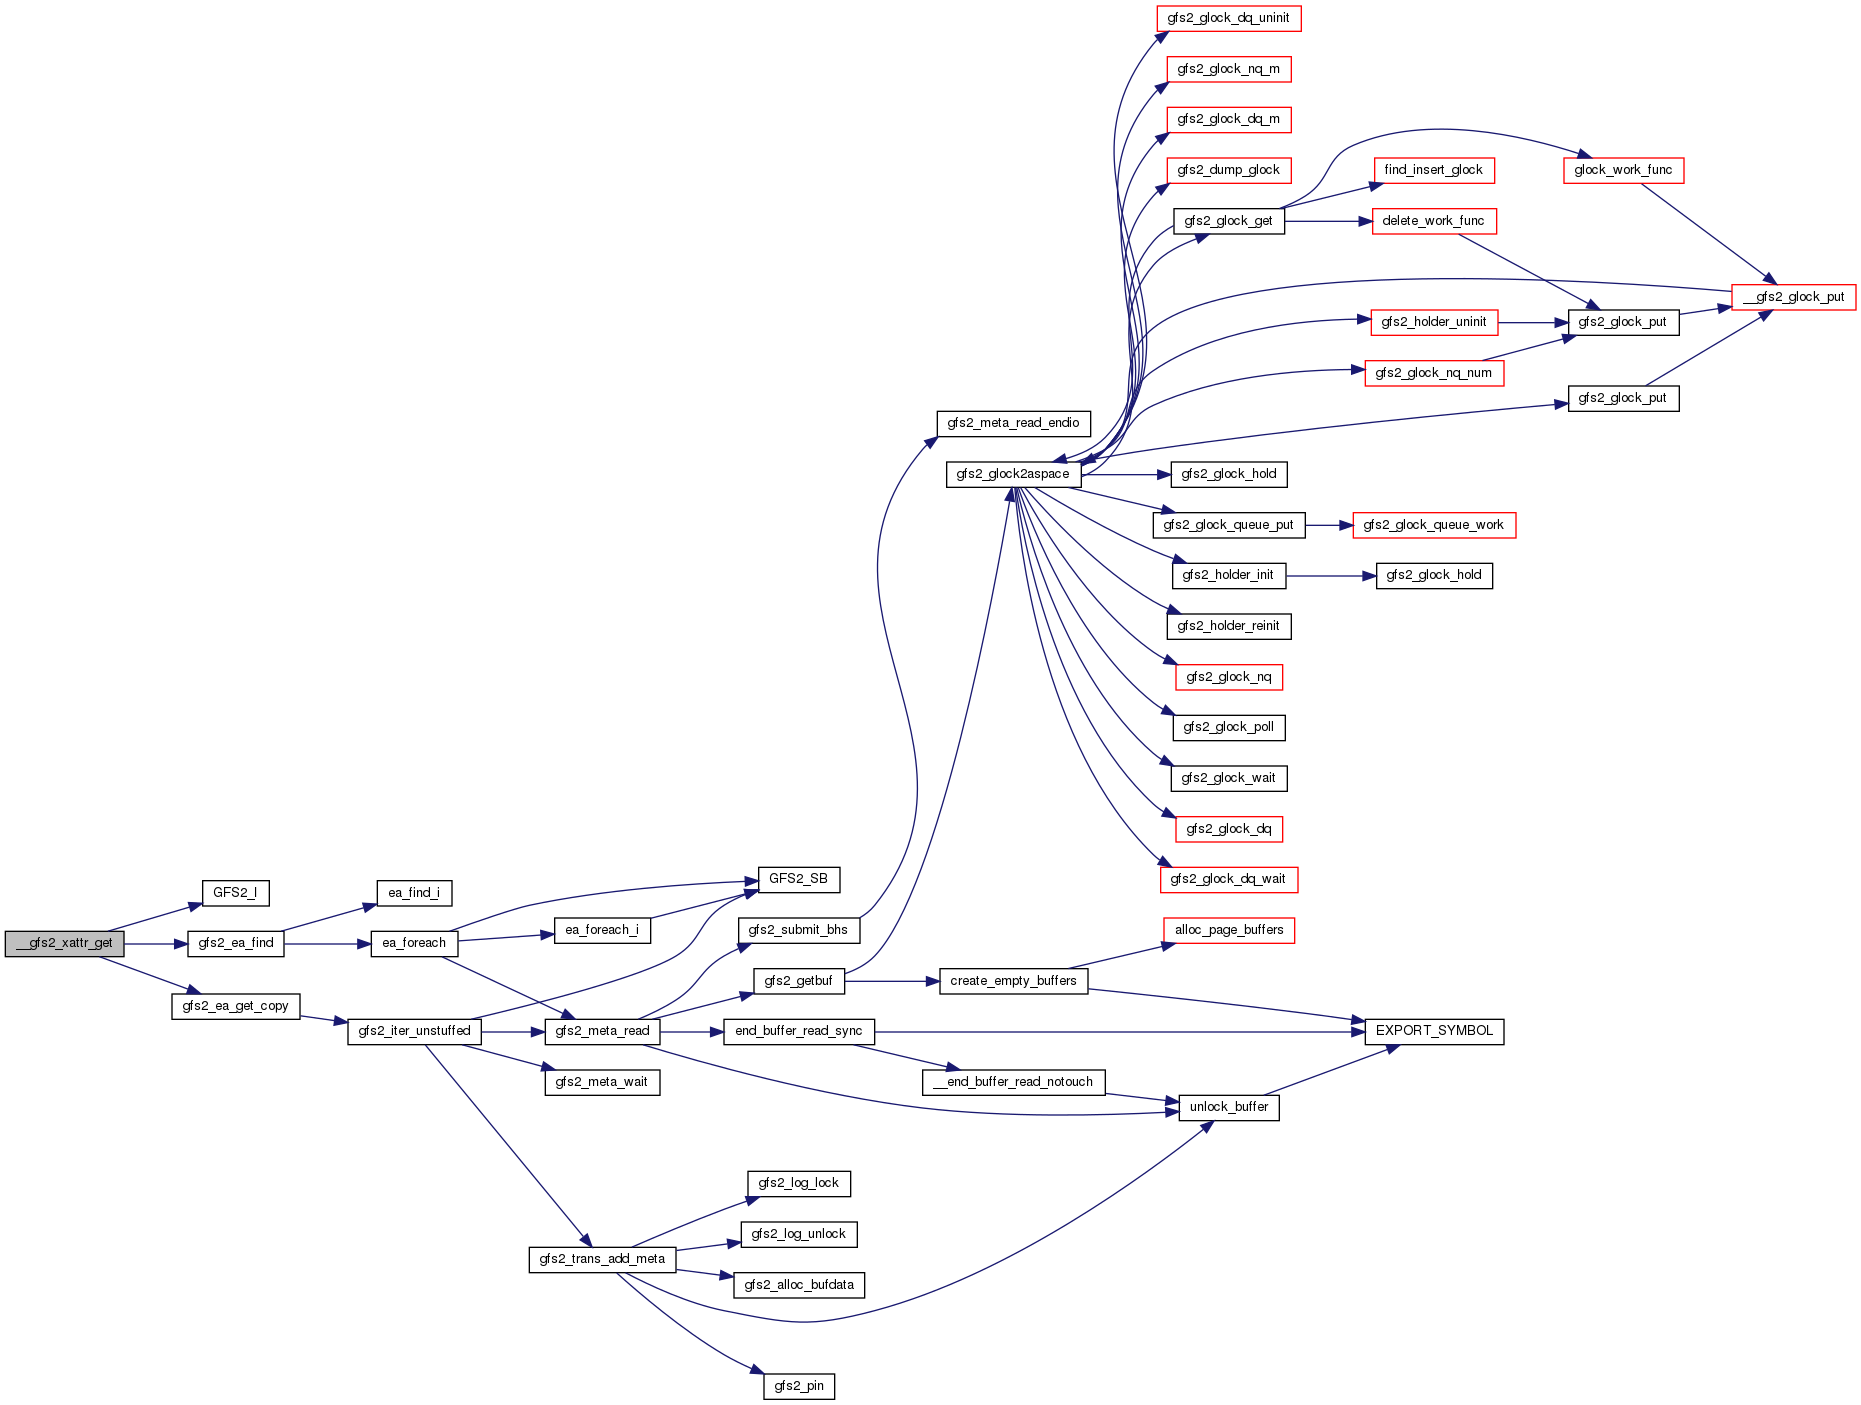 gfs2_glock_dq_uninit
gfs2_glock_nq_m
gfs2_glock_dq_m
gfs2_dump_glock
find_insert_glock
glock_work_func
gfs2_glock_get
delete_work_func
__gfs2_glock_put
gfs2_holder_uninit
gfs2_glock_put
gfs2_glock_nq_num
gfs2_glock_put
gfs2_meta_read_endio
gfs2_glock2aspace
gfs2_glock_hold
gfs2_glock_queue_put
gfs2_glock_queue_work
gfs2_holder_init
gfs2_glock_hold
gfs2_holder_reinit
gfs2_glock_nq
gfs2_glock_poll
gfs2_glock_wait
gfs2_glock_dq
gfs2_glock_dq_wait
GFS2_SB
GFS2_I
ea_find_i
ea_foreach_i
gfs2_submit_bhs
alloc_page_buffers
__gfs2_xattr_get
gfs2_ea_find
ea_foreach
gfs2_getbuf
create_empty_buffers
gfs2_ea_get_copy
gfs2_iter_unstuffed
gfs2_meta_read
end_buffer_read_sync
EXPORT_SYMBOL
gfs2_meta_wait
__end_buffer_read_notouch
unlock_buffer
gfs2_log_lock
gfs2_log_unlock
gfs2_trans_add_meta
gfs2_alloc_bufdata
gfs2_pin